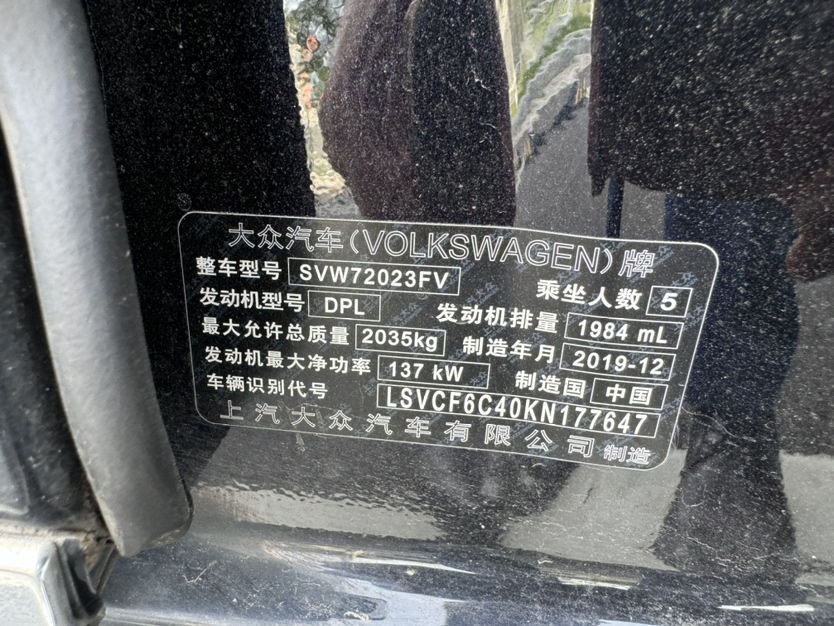 大众汽车(VOLKSWAGEN)牌
整车型号 SVW72023FV 乘坐人数 5
发动机型号 DPL 发动机排量 1984 mL
最大允许总质量 2035kg 制造年月 2019-12
发动机最大净功率 137 kW 制造国 中国
车辆识别代号 LSVCF6C40KN177647
上汽大众汽车有限公司 制造